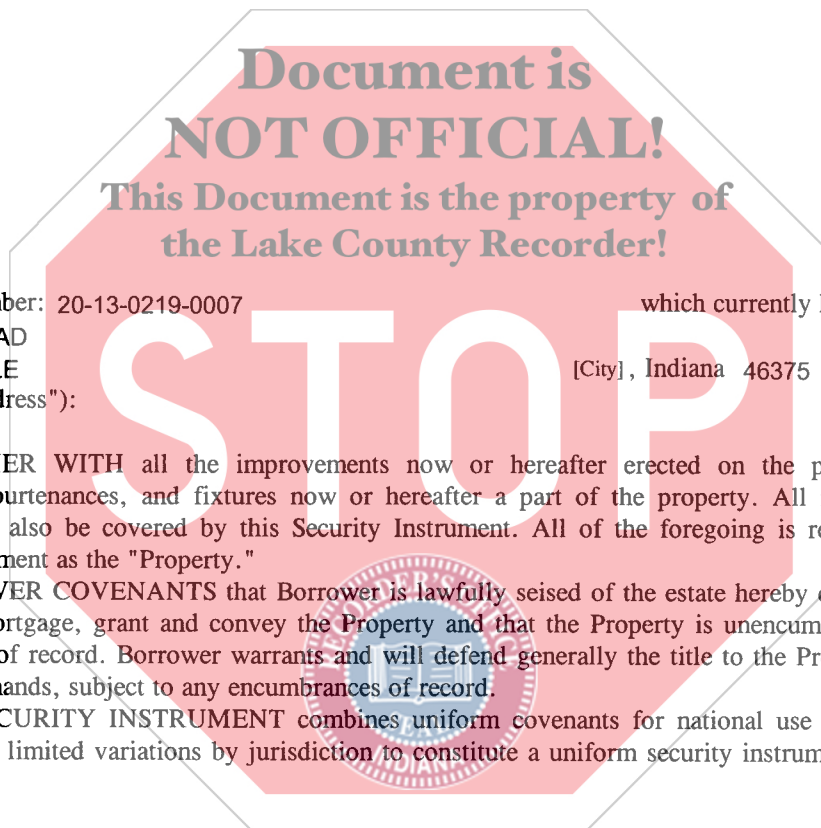 Document is
NOT OFFICIAL!
This Document is the property of
the Lake County Recorder!
ber: 20-13-0219-0007 which currently
AD
LE [City], Indiana 46375
dress"):
STOP
ER WITH all the improvements now or hereafter erected on the p
purtenances, and fixtures now or hereafter a part of the property. All
also be covered by this Security Instrument. All of the foregoing is re
ment as the "Property."
VER COVENANTS that Borrower is lawfully seised of the estate hereby
ortgage, grant and convey the Property and that the Property is unencum
of record. Borrower warrants and will defend generally the title to the Pr
ands, subject to any encumbrances of record.
CURITY INSTRUMENT combines uniform covenants for national use
limited variations by jurisdiction to constitute a uniform security instrum
SEAL
INDIANA